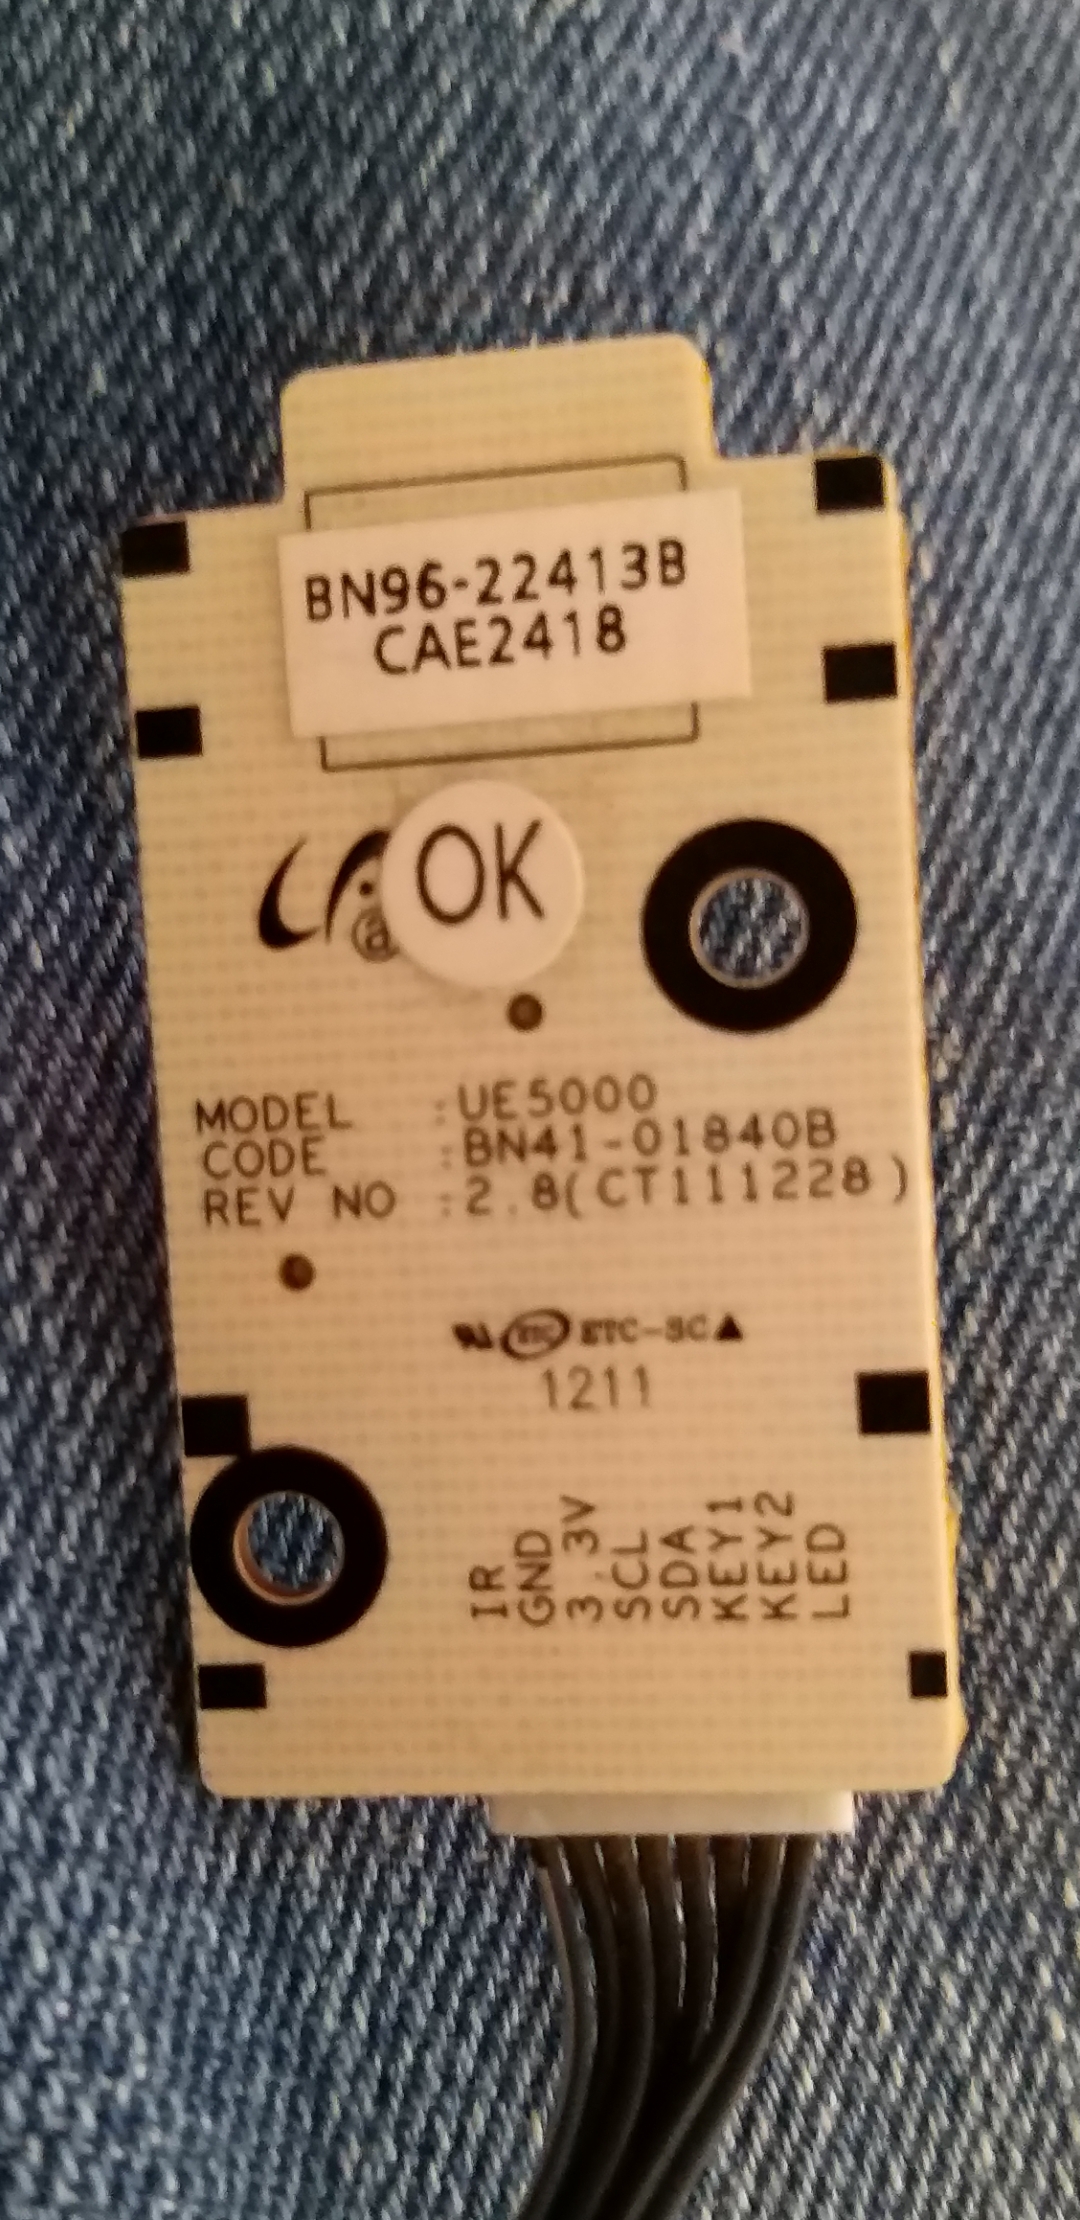 BN96-22413B
CAE2418
@
OK
MODEL :UE5000
CODE :BN41-01840B
REV NO :2.8(CT111228)
ETC-SC▲
1211
IR
GND
3.3V
SCL
SDA
KEY1
KEY2
LED